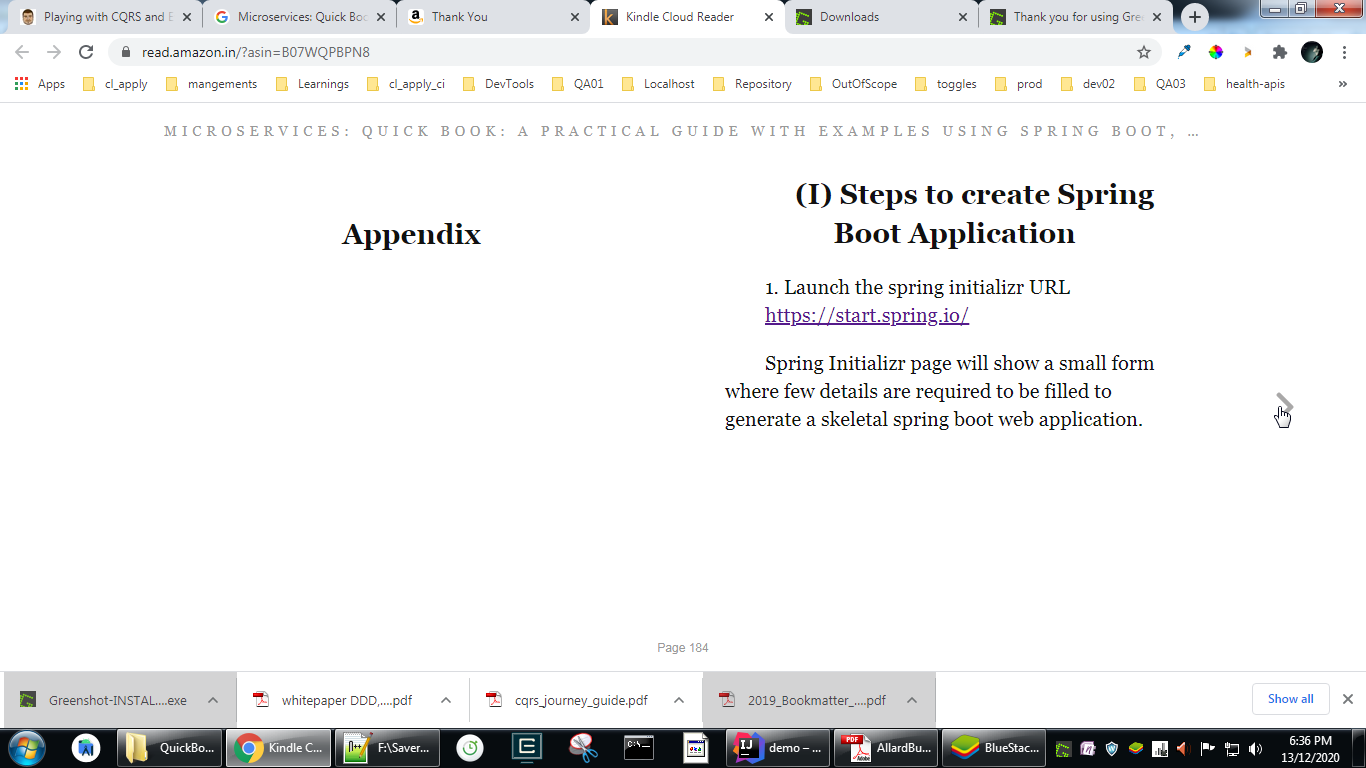 Playing with CQRS and E
Microservices: Quick Boo
Thank You
Kindle Cloud Reader
Downloads
Thank you for using Gre
read.amazon.in/?asin=B07WQPBPN8
Apps
cl_apply
mangements
Learnings
cl_apply_ci
DevTools
QA01
Localhost
Repository
OutOfScope
toggles
prod
dev02
QA03
health-apis
»
MICROSERVICES: QUICK BOOK: A PRACTICAL GUIDE WITH EXAMPLES USING SPRING BOOT, …
Appendix
(I) Steps to create Spring
Boot Application
1. Launch the spring initializr URL
https://start.spring.io/
Spring Initializr page will show a small form
where few details are required to be filled to
generate a skeletal spring boot web application.
Page 184
Greenshot-INSTAL....exe
whitepaper DDD,....pdf
cqrs_journey_guide.pdf
2019_Bookmatter_....pdf
Show all
QuickBo...
Kindle C...
F:\Saver...
C:\-
demo – ...
AllardBu...
BlueStac...
6:36 PM
13/12/2020